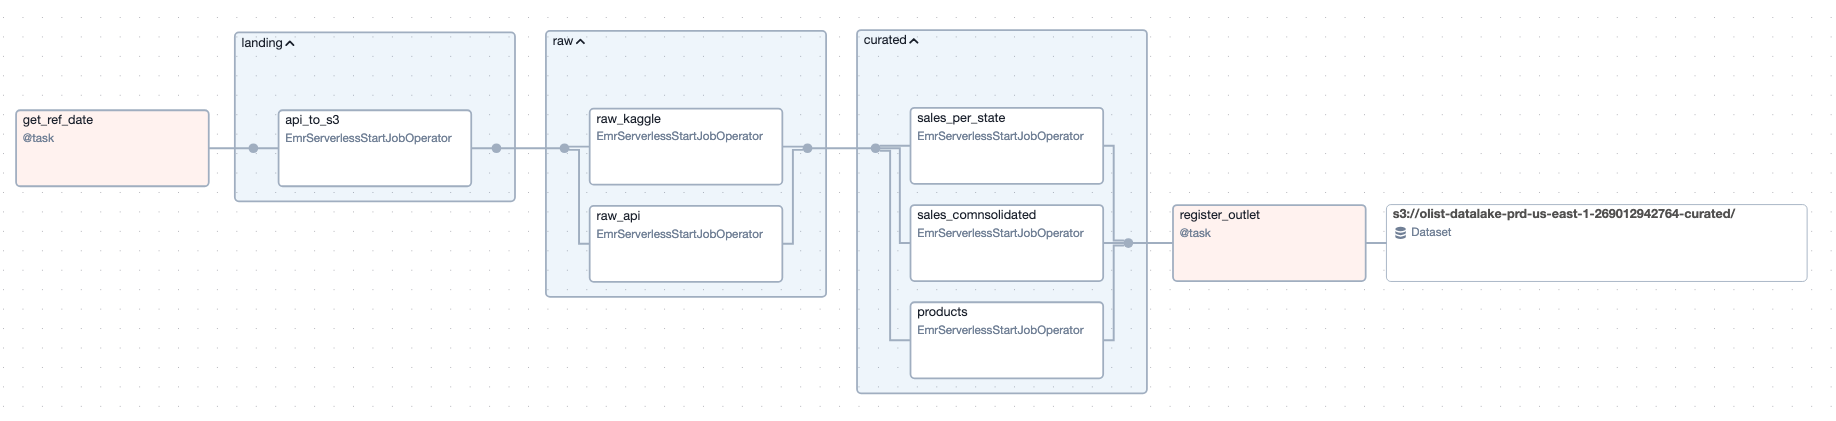 landing
get_ref_date
@task
api_to_s3
EmrServerlessStartJobOperator
raw
raw_kaggle
EmrServerlessStartJobOperator
raw_api
EmrServerlessStartJobOperator
curated
sales_per_state
EmrServerlessStartJobOperator
sales_comnsolidated
EmrServerlessStartJobOperator
products
EmrServerlessStartJobOperator
register_outlet
@task
s3://olist-datalake-prd-us-east-1-269012942764-curated/
Dataset